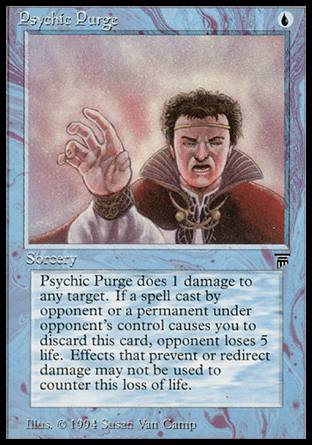 Psychic Purge
Sorcery
Psychic Purge does 1 damage to
any target. If a spell cast by
opponent or a permanent under
opponent's control causes you to
discard this card, opponent loses 5
life. Effects that prevent or redirect
damage may not be used to
counter this loss of life.
Illus. © 1994 Susan Van Camp